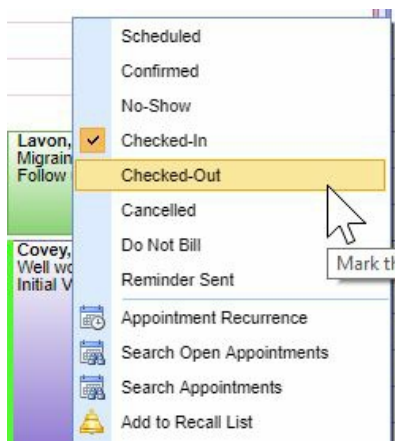 Scheduled
Confirmed
No-Show
Lavon,
Checked-In
Migrain
Follow
Checked-Out
Cancelled
Covey,
Do Not Bill
Well wo
Mark th
Initial V
Reminder Sent
Appointment Recurrence
Search Open Appointments
Search Appointments
Add to Recall List